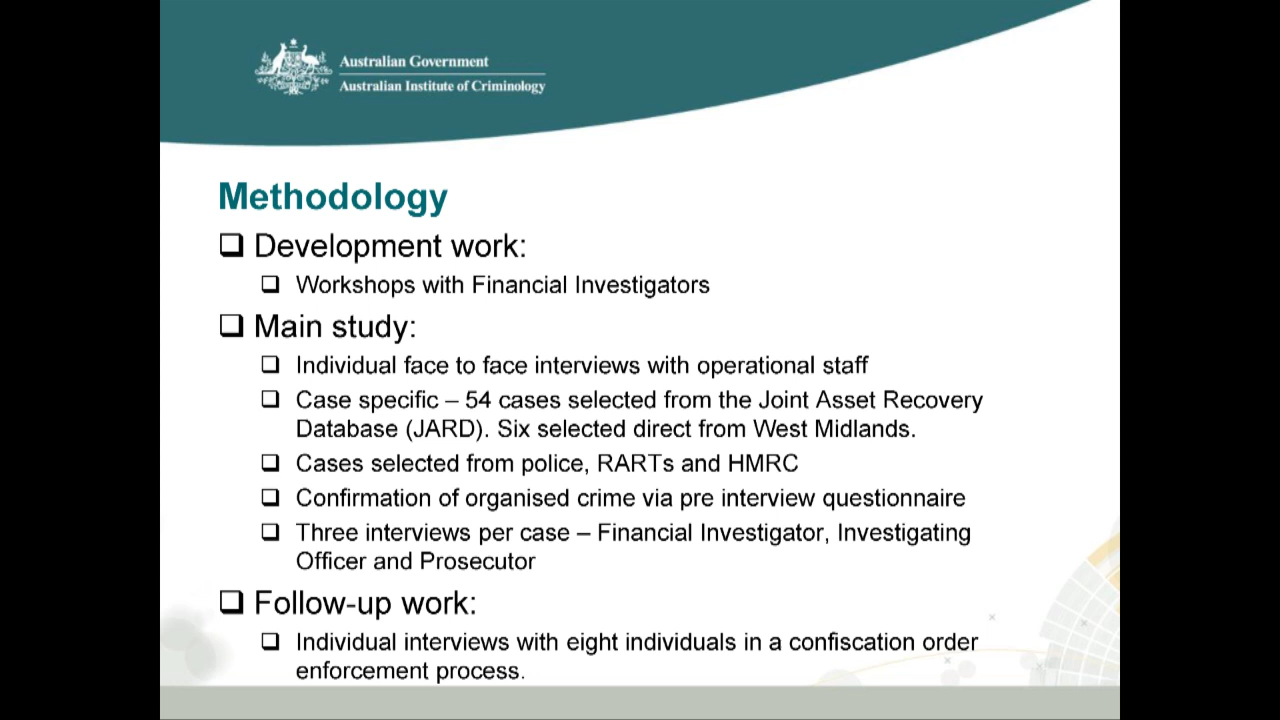 Australian Government
Australian Institute of Criminology
Methodology
Development work:
Workshops with Financial Investigators
Main study:
Individual face to face interviews with operational staff
Case specific – 54 cases selected from the Joint Asset Recovery
Database (JARD). Six selected direct from West Midlands.
Cases selected from police, RARTs and HMRC
Confirmation of organised crime via pre interview questionnaire
Three interviews per case – Financial Investigator, Investigating
Officer and Prosecutor
Follow-up work:
Individual interviews with eight individuals in a confiscation order
enforcement process.